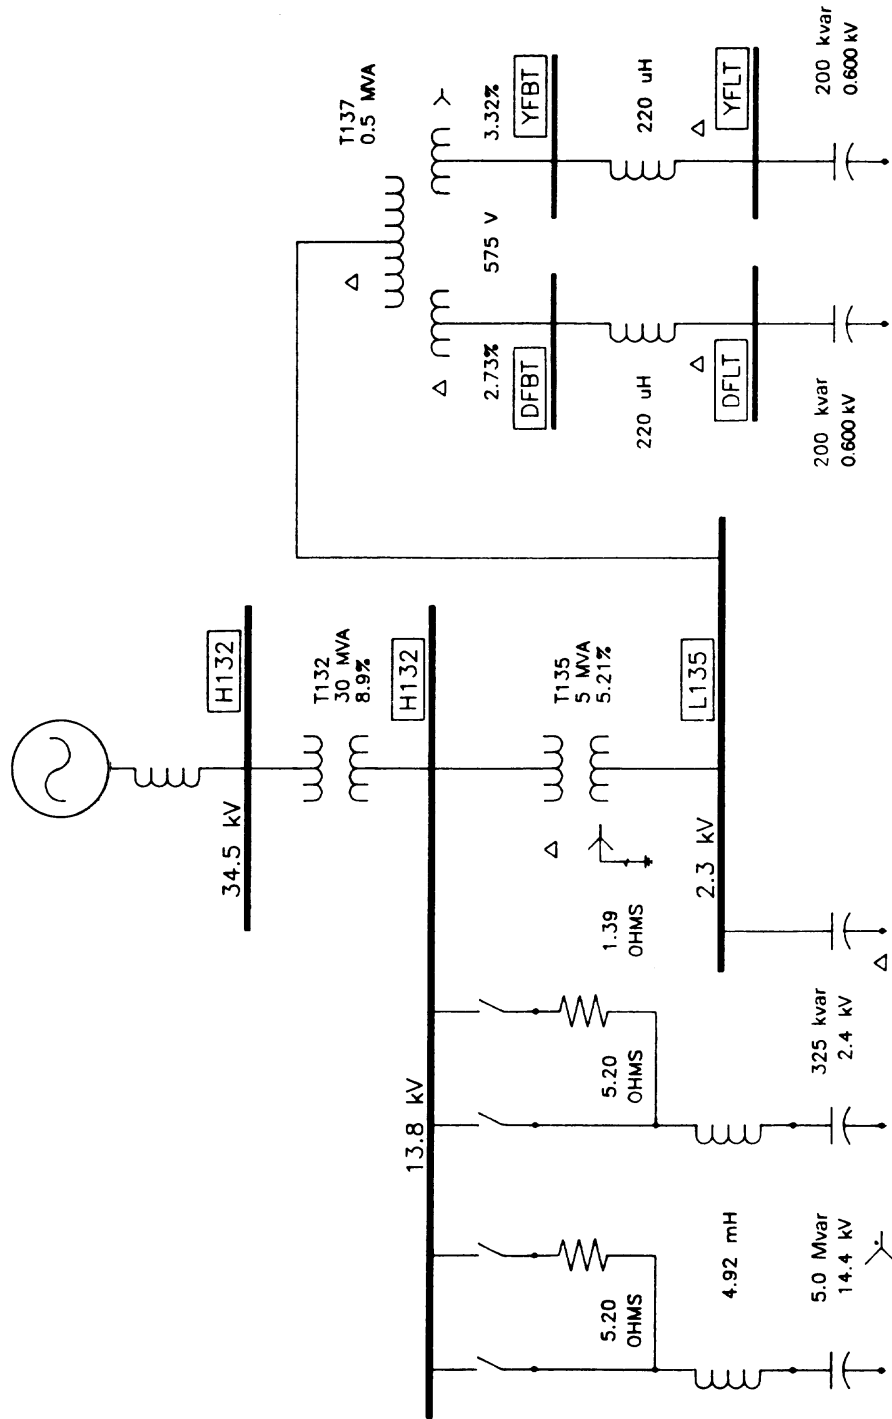 34.5 kV
H132
T132
30 MVA
8.9%
13.8 kV
H132
5.20
OHMS
5.20
OHMS
4.92 mH
5.0 Mvar
14.4 kV
325 kvar
2.4 kV
1.39
OHMS
T135
5 MVA
5.21%
2.3 kV
L135
T137
0.5 MVA
2.73%
575 V
3.32%
DFBT
YFBT
220 uH
220 uH
DFLT
YFLT
200 kvar
0.600 kV
200 kvar
0.600 kV